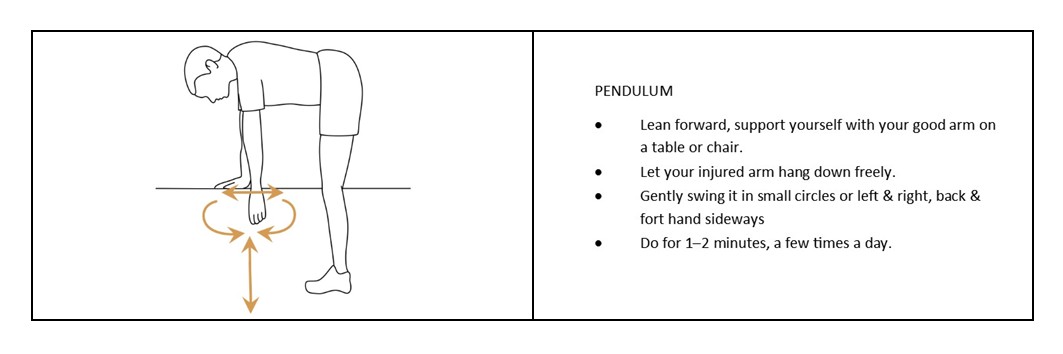 PENDULUM
• Lean forward, support yourself with your good arm on
a table or chair.
• Let your injured arm hang down freely.
• Gently swing it in small circles or left & right, back &
fort hand sideways
• Do for 1–2 minutes, a few times a day.